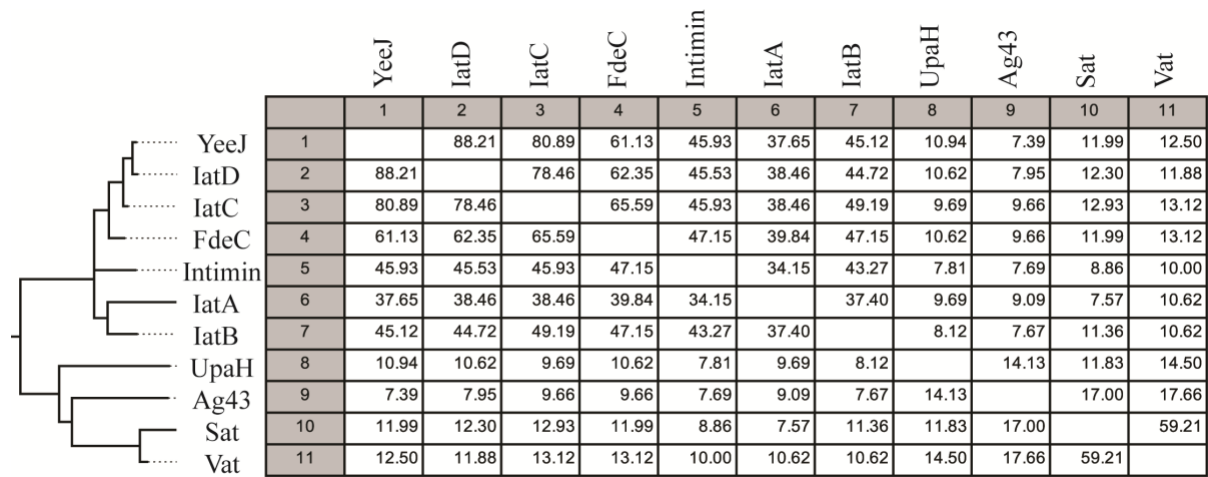 YeeJ IatD IatC FdeC Intimin IatA IatB UpaH Ag43 Sat Vat
1 2 3 4 5 6 7 8 9 10 11
YeeJ 1 88.21 80.89 61.13 45.93 37.65 45.12 10.94 7.39 11.99 12.50
IatD 2 88.21 78.46 62.35 45.53 38.46 44.72 10.62 7.95 12.30 11.88
IatC 3 80.89 78.46 65.59 45.93 38.46 49.19 9.69 9.66 12.93 13.12
FdeC 4 61.13 62.35 65.59 47.15 39.84 47.15 10.62 9.66 11.99 13.12
Intimin 5 45.93 45.53 45.93 47.15 34.15 43.27 7.81 7.69 8.86 10.00
IatA 6 37.65 38.46 38.46 39.84 34.15 37.40 9.69 9.09 7.57 10.62
IatB 7 45.12 44.72 49.19 47.15 43.27 37.40 8.12 7.67 11.36 10.62
UpaH 8 10.94 10.62 9.69 10.62 7.81 9.69 8.12 14.13 11.83 14.50
Ag43 9 7.39 7.95 9.66 9.66 7.69 9.09 7.67 14.13 17.00 17.66
Sat 10 11.99 12.30 12.93 11.99 8.86 7.57 11.36 11.83 17.00 59.21
Vat 11 12.50 11.88 13.12 13.12 10.00 10.62 10.62 14.50 17.66 59.21